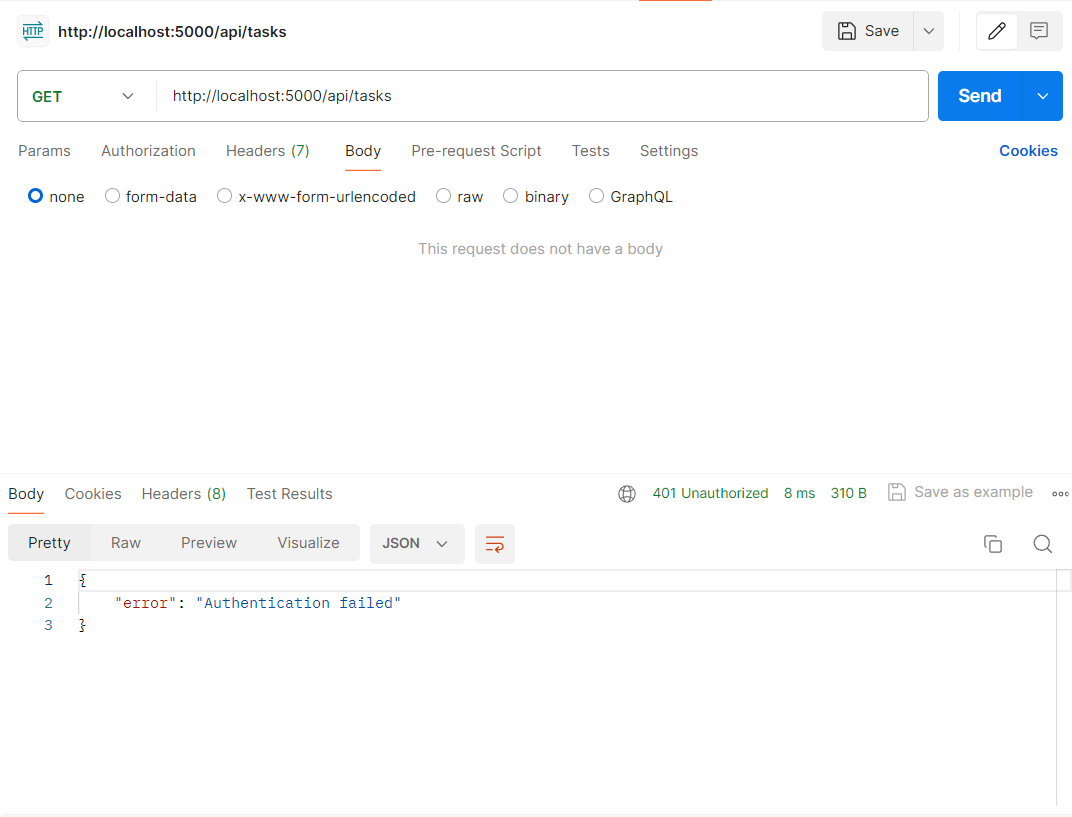 HTTP http://localhost:5000/api/tasks Save
GET http://localhost:5000/api/tasks Send
Params Authorization Headers (7) Body Pre-request Script Tests Settings Cookies
none form-data x-www-form-urlencoded raw binary GraphQL
This request does not have a body
Body Cookies Headers (8) Test Results 401 Unauthorized 8 ms 310 B Save as example
Pretty Raw Preview Visualize JSON
1 {
2 "error": "Authentication failed"
3 }